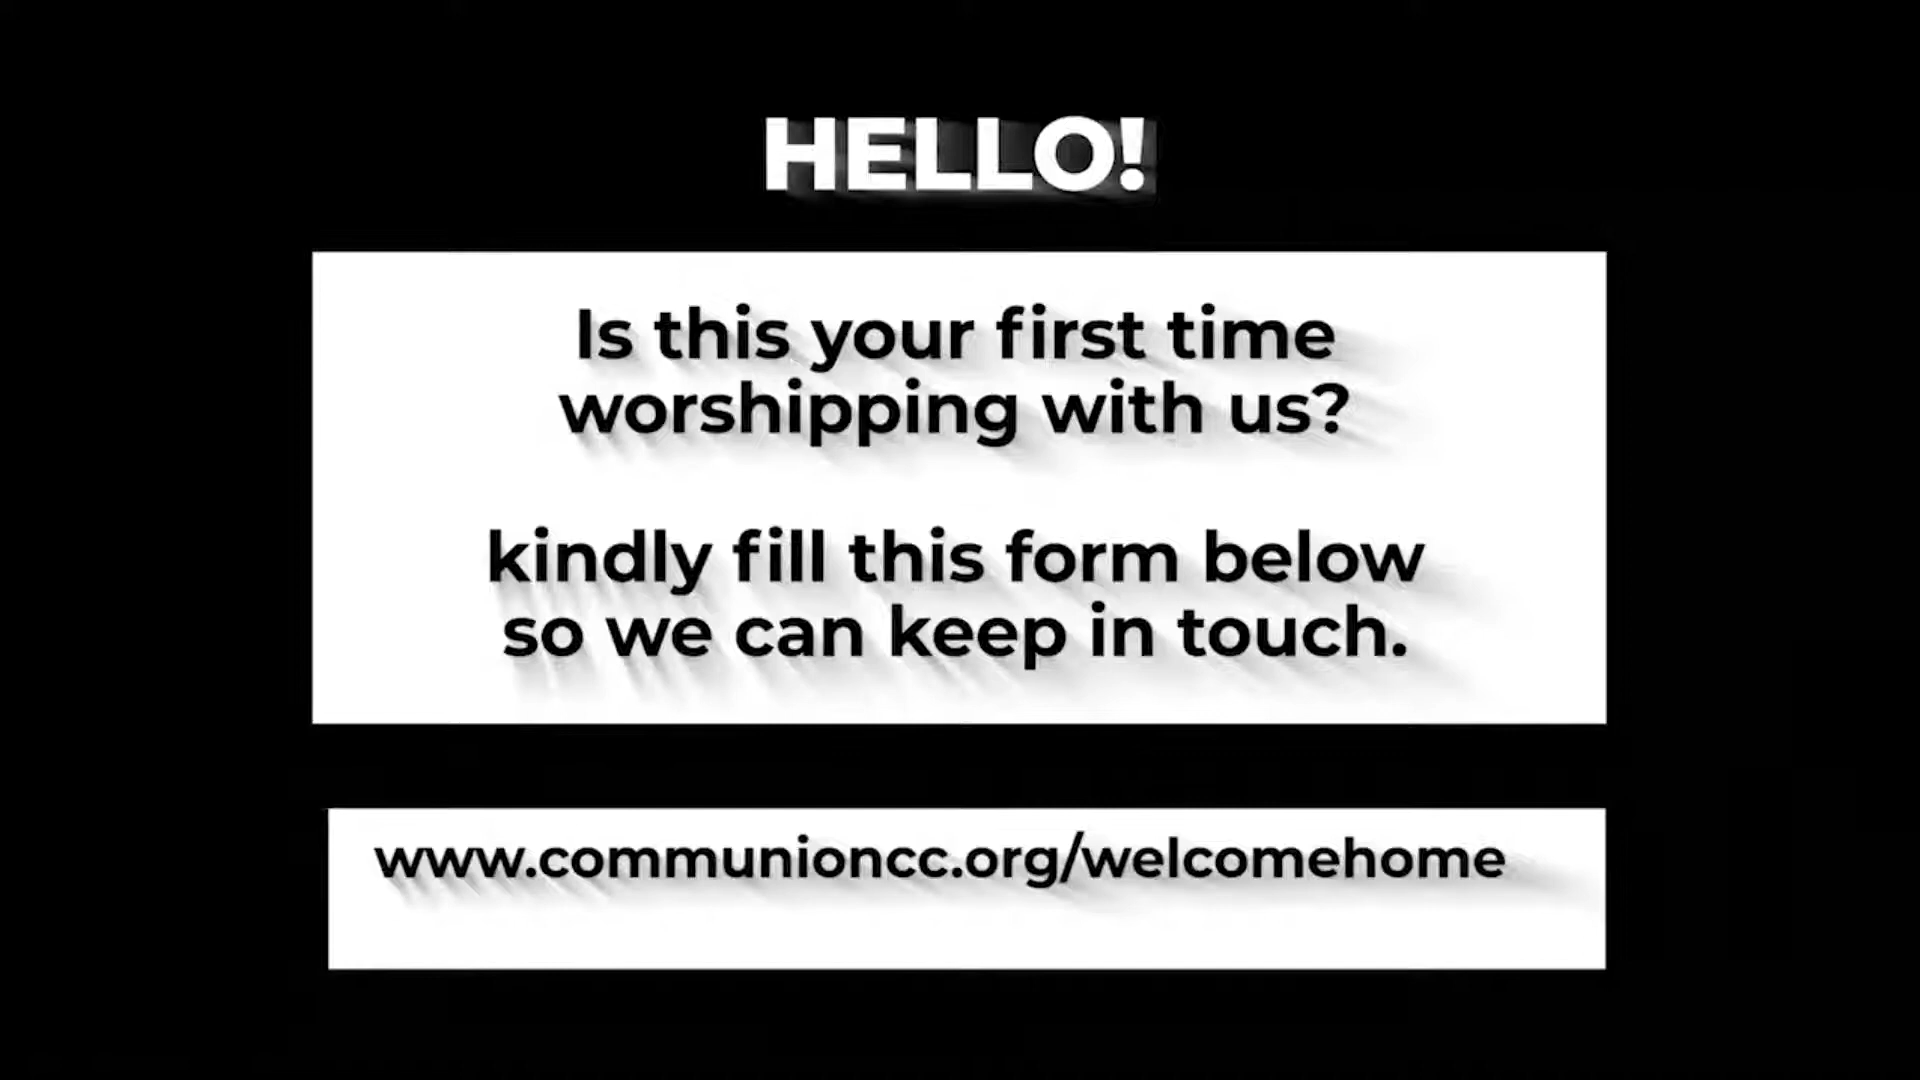 HELLO!
Is this your first time
worshipping with us?
kindly fill this form below
so we can keep in touch.
www.communioncc.org/welcomehome